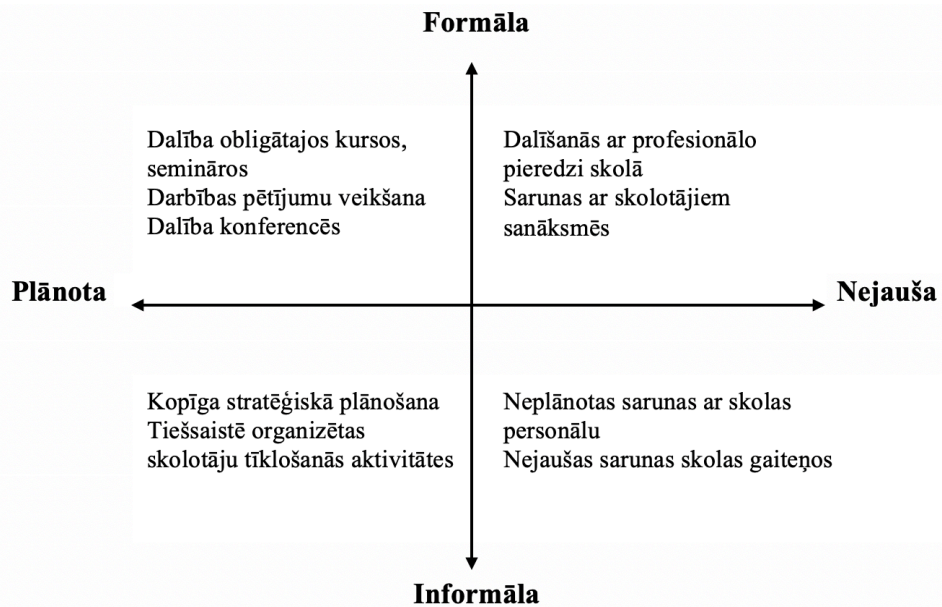 Formāla
Dalība obligātajos kursos,
semināros
Darbības pētījumu veikšana
Dalība konferencēs
Dalīšanās ar profesionālo
pieredzi skolā
Sarunas ar skolotājiem
sanāksmēs
Plānota
Nejauša
Kopīga stratēģiskā plānošana
Tiešsaistē organizētas
skolotāju tīklošanās aktivitātes
Neplānotas sarunas ar skolas
personālu
Nejaušas sarunas skolas gaiteņos
Informāla